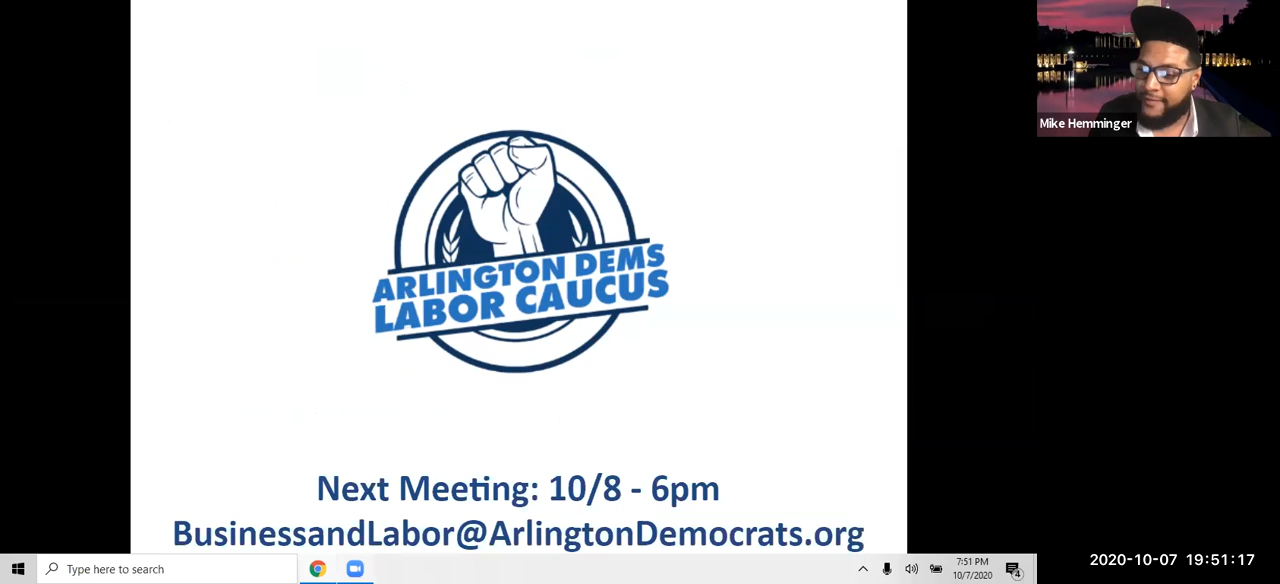 Mike Hemminger
ARLINGTON DEMS
LABOR CAUCUS
Next Meeting: 10/8 - 6pm
BusinessandLabor@ArlingtonDemocrats.org
Type here to search
7:51 PM
10/7/2020
4
2020-10-07 19:51:17